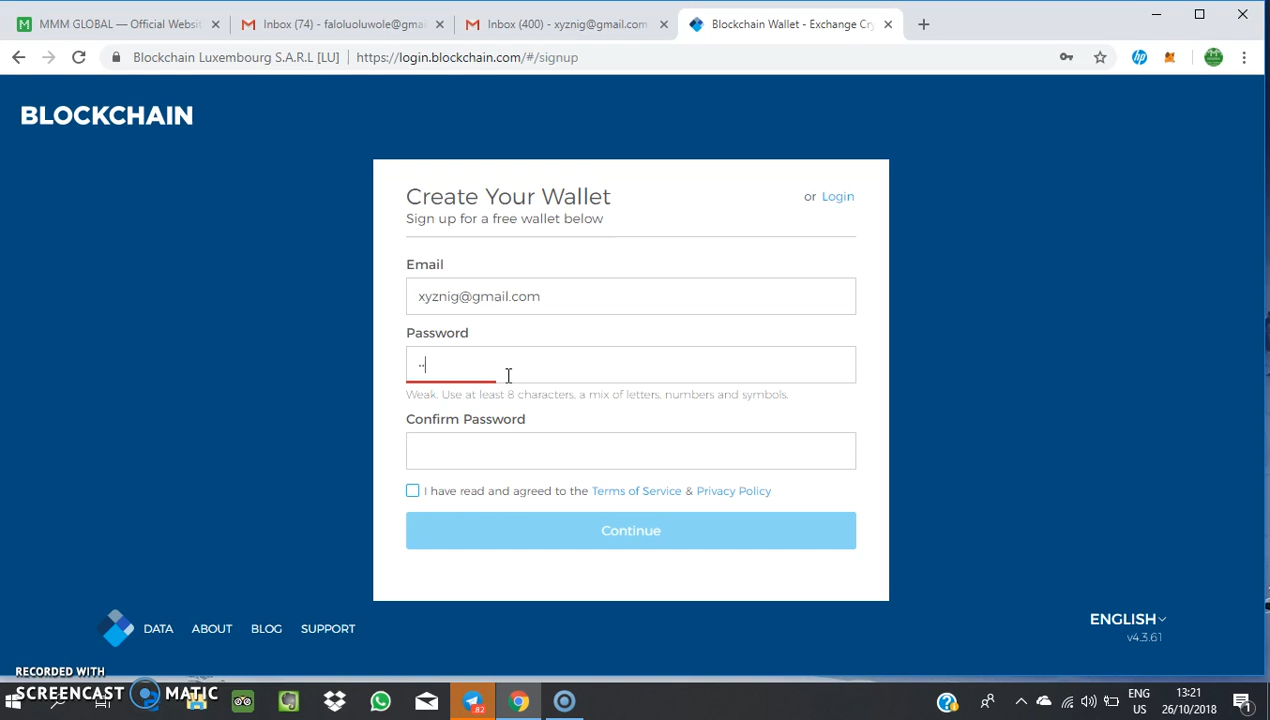 MMM GLOBAL — Official Websit
Inbox (74) - faloluoluwole@gma
Inbox (400) - xyznig@gmail.com
Blockchain Wallet - Exchange Cry
Blockchain Luxembourg S.A.R.L [LU]
https://login.blockchain.com/#/signup
BLOCKCHAIN
Create Your Wallet
or Login
Sign up for a free wallet below
Email
xyznig@gmail.com
Password
Weak. Use at least 8 characters, a mix of letters, numbers and symbols.
Confirm Password
I have read and agreed to the Terms of Service & Privacy Policy
Continue
DATA ABOUT BLOG SUPPORT
ENGLISH
v4.3.61
RECORDED WITH
SCREENCAST MATIC
82
ENG
US
13:21
26/10/2018
1